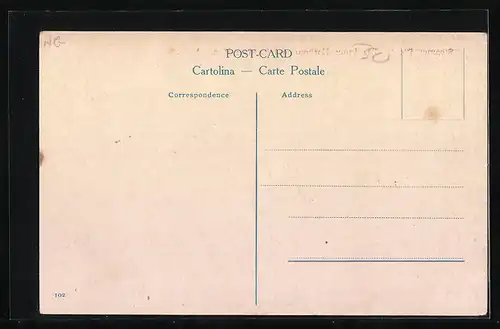 POST-CARD
Cartolina — Carte Postale
Correspondence
Address
102